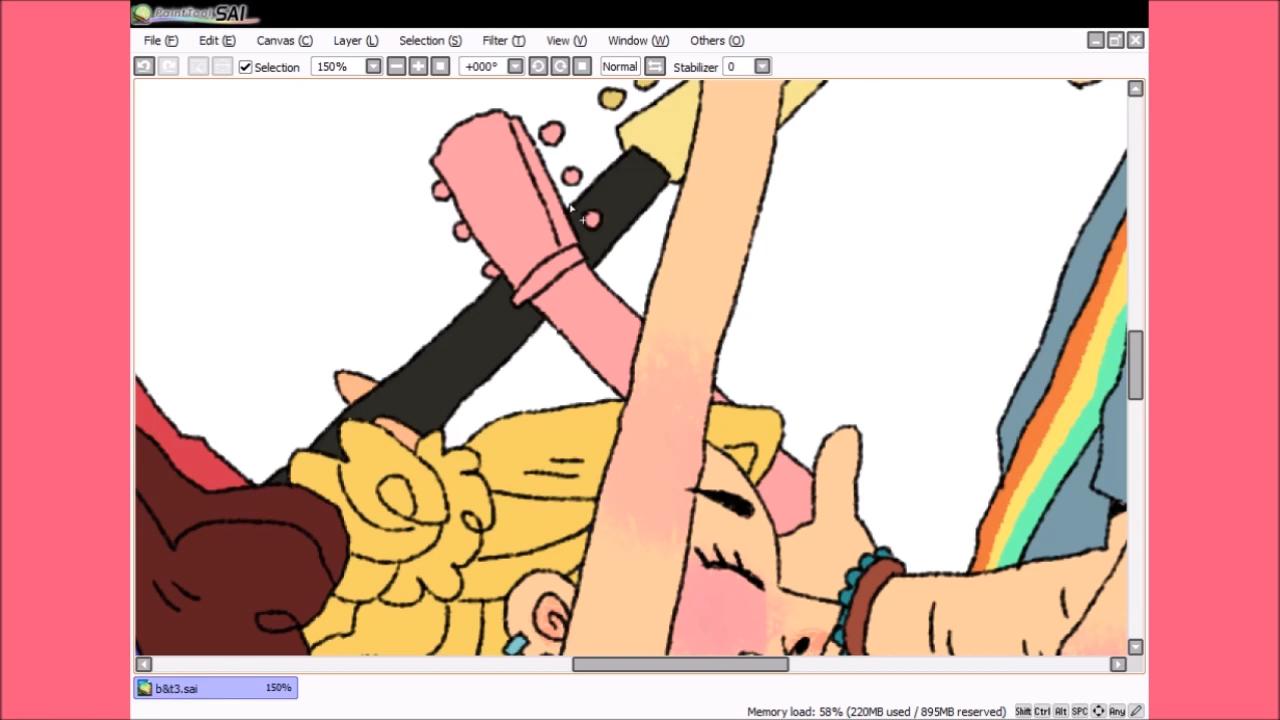 PaintTool SAI
File (F) Edit (E) Canvas (C) Layer (L) Selection (S) Filter (T) View (V) Window (W) Others (O)
Selection 150% +000° Normal Stabilizer 0
b&t3.sai 150%
Memory load: 58% (220MB used / 895MB reserved) Shift Ctrl Alt SPC Any